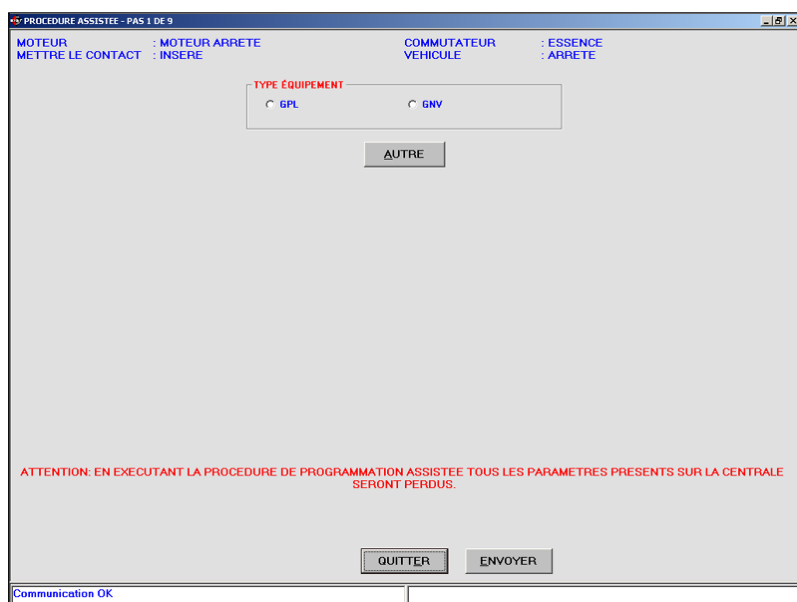 PROCEDURE ASSISTEE - PAS 1 DE 9
MOTEUR : MOTEUR ARRETE COMMUTATEUR : ESSENCE
METTRE LE CONTACT : INSERE VEHICULE : ARRETE
TYPE ÉQUIPEMENT
GPL GNV
AUTRE
ATTENTION: EN EXECUTANT LA PROCEDURE DE PROGRAMMATION ASSISTEE TOUS LES PARAMETRES PRESENTS SUR LA CENTRALE
SERONT PERDUS.
QUITTER ENVOYER
Communication OK